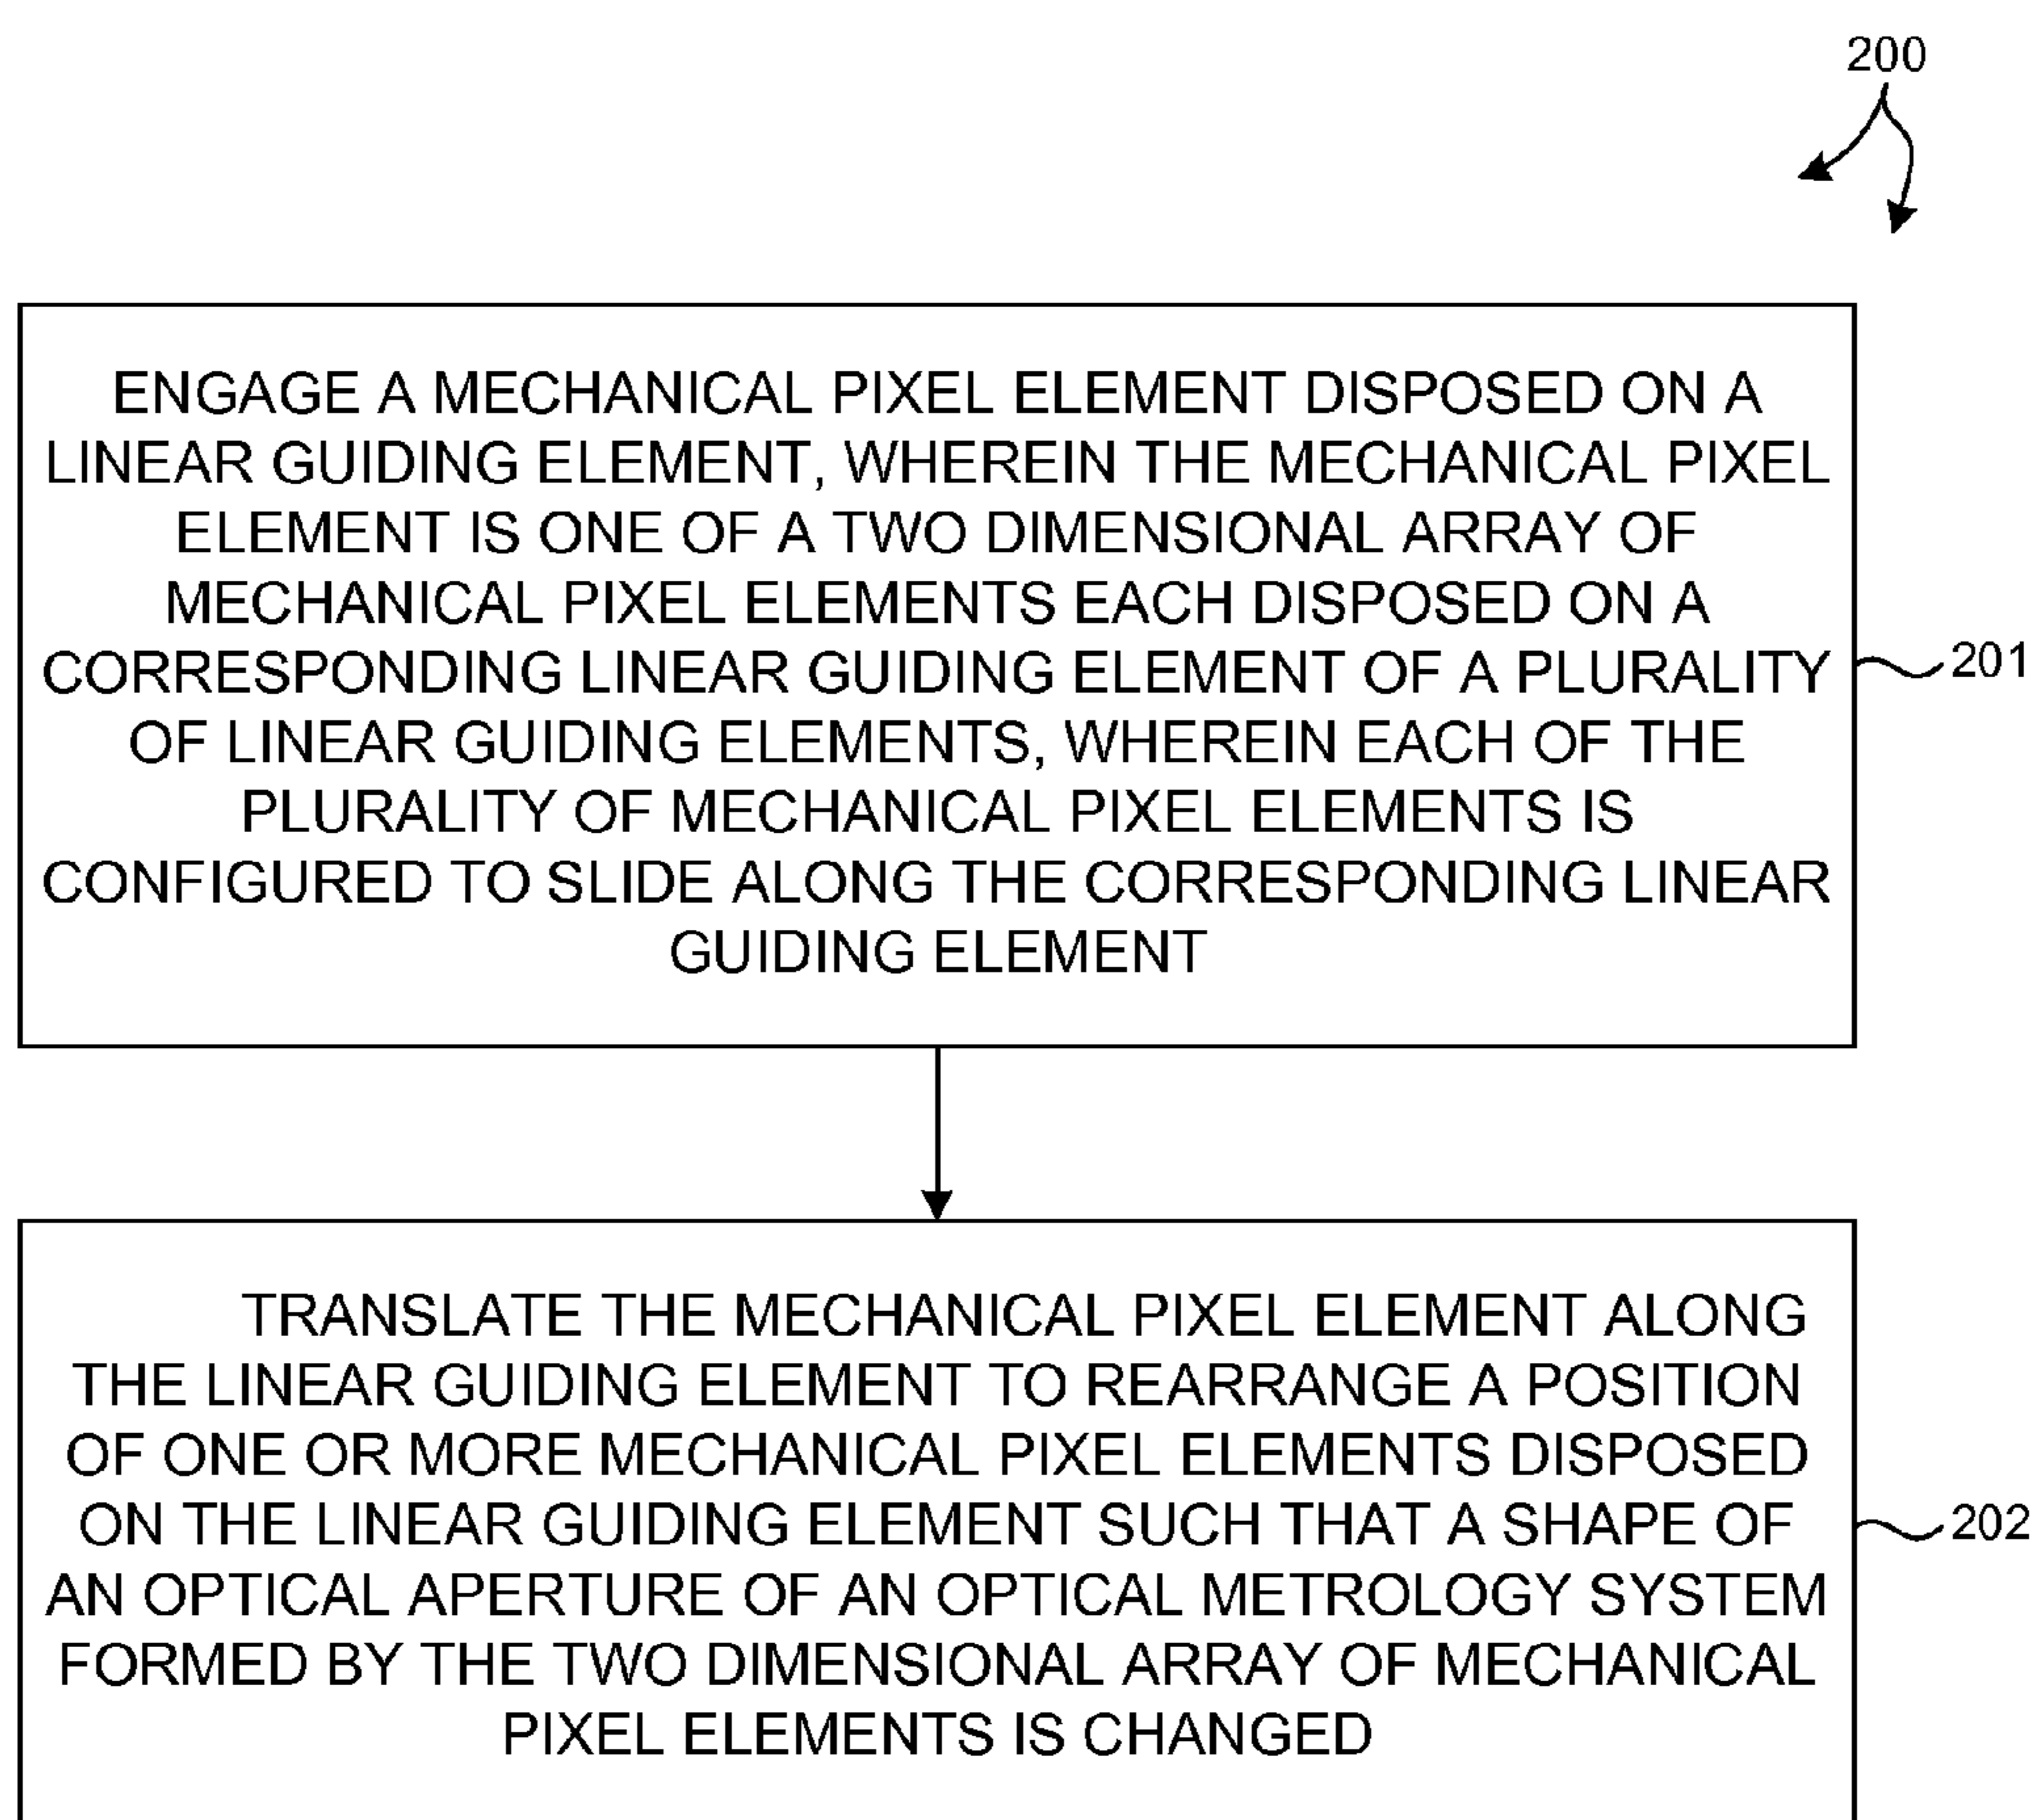 200
ENGAGE A MECHANICAL PIXEL ELEMENT DISPOSED ON A
LINEAR GUIDING ELEMENT, WHEREIN THE MECHANICAL PIXEL
ELEMENT IS ONE OF A TWO DIMENSIONAL ARRAY OF
MECHANICAL PIXEL ELEMENTS EACH DISPOSED ON A
CORRESPONDING LINEAR GUIDING ELEMENT OF A PLURALITY
OF LINEAR GUIDING ELEMENTS, WHEREIN EACH OF THE
PLURALITY OF MECHANICAL PIXEL ELEMENTS IS
CONFIGURED TO SLIDE ALONG THE CORRESPONDING LINEAR
GUIDING ELEMENT
201
TRANSLATE THE MECHANICAL PIXEL ELEMENT ALONG
THE LINEAR GUIDING ELEMENT TO REARRANGE A POSITION
OF ONE OR MORE MECHANICAL PIXEL ELEMENTS DISPOSED
ON THE LINEAR GUIDING ELEMENT SUCH THAT A SHAPE OF
AN OPTICAL APERTURE OF AN OPTICAL METROLOGY SYSTEM
FORMED BY THE TWO DIMENSIONAL ARRAY OF MECHANICAL
PIXEL ELEMENTS IS CHANGED
202